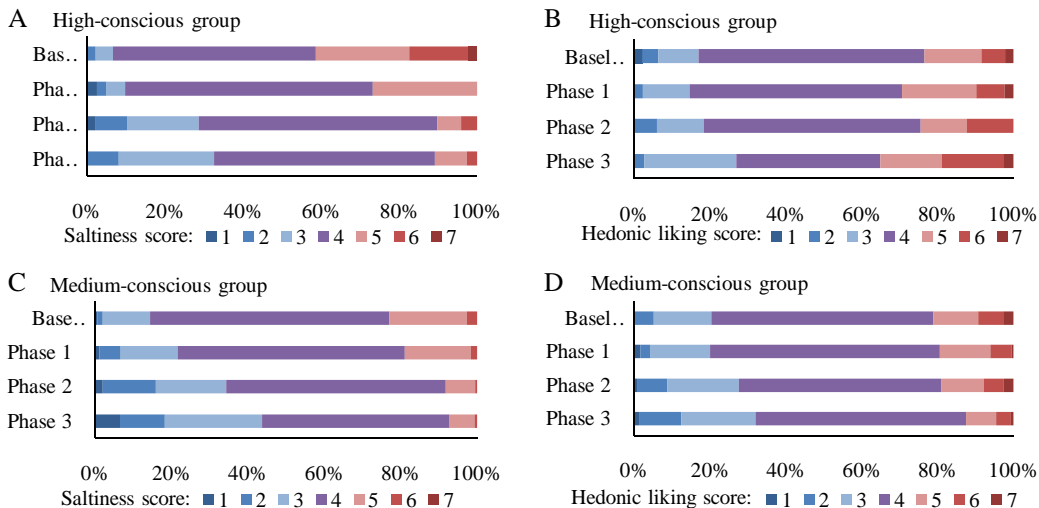 A High-conscious group
Bas..
Pha..
Pha..
Pha..
0% 20% 40% 60% 80% 100%
Saltiness score: 1 2 3 4 5 6 7
B High-conscious group
Basel..
Phase 1
Phase 2
Phase 3
0% 20% 40% 60% 80% 100%
Hedonic liking score: 1 2 3 4 5 6 7
C Medium-conscious group
Base..
Phase 1
Phase 2
Phase 3
0% 20% 40% 60% 80% 100%
Saltiness score: 1 2 3 4 5 6 7
D Medium-conscious group
Basel..
Phase 1
Phase 2
Phase 3
0% 20% 40% 60% 80% 100%
Hedonic liking score: 1 2 3 4 5 6 7